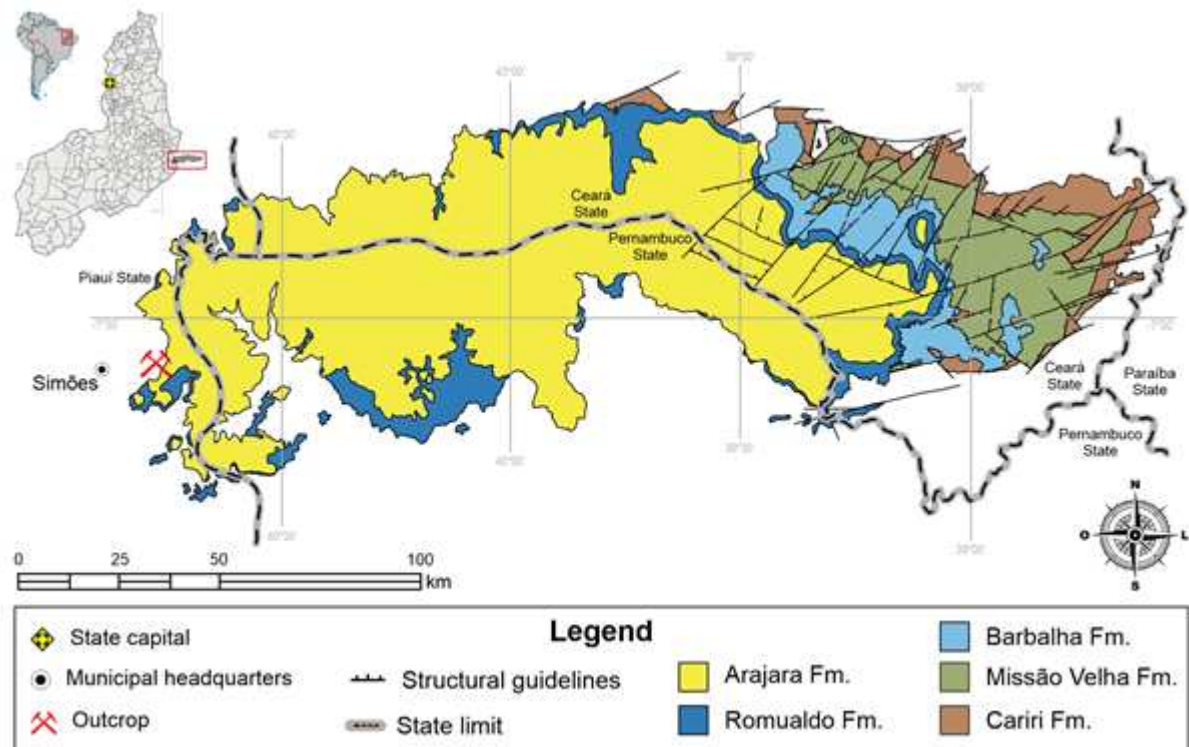 Ceará
State
Pernambuco
State
Piauí State
Simões
Ceará
State
Paraíba
State
Pernambuco
State
N
O
L
S
0 25 50 100
km
Legend
State capital
Municipal headquarters
Outcrop
Structural guidelines
State limit
Arajara Fm.
Romualdo Fm.
Barbalha Fm.
Missão Velha Fm.
Cariri Fm.